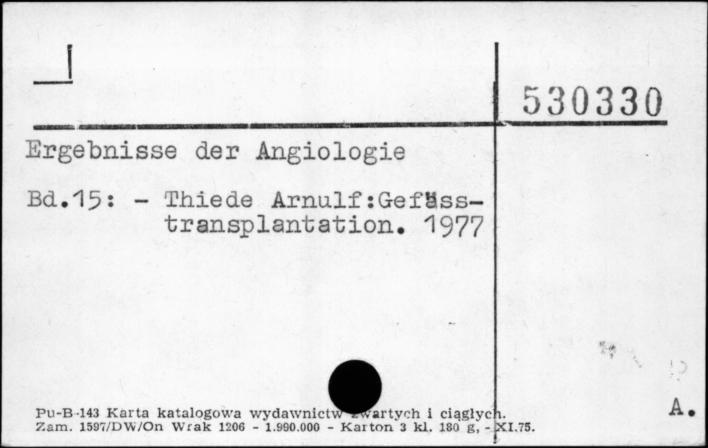 530330
Ergebnisse der Angiologie
Bd.15: - Thiede Arnulf:Gefäss-
transplantation. 1977
Pu-B-143 Karta katalogowa wydawnictw zwartych i ciągłych.
Zam. 1597/DW/On Wrak 1206 - 1.990.000 - Karton 3 kl. 180 g, - XI.75.
A.